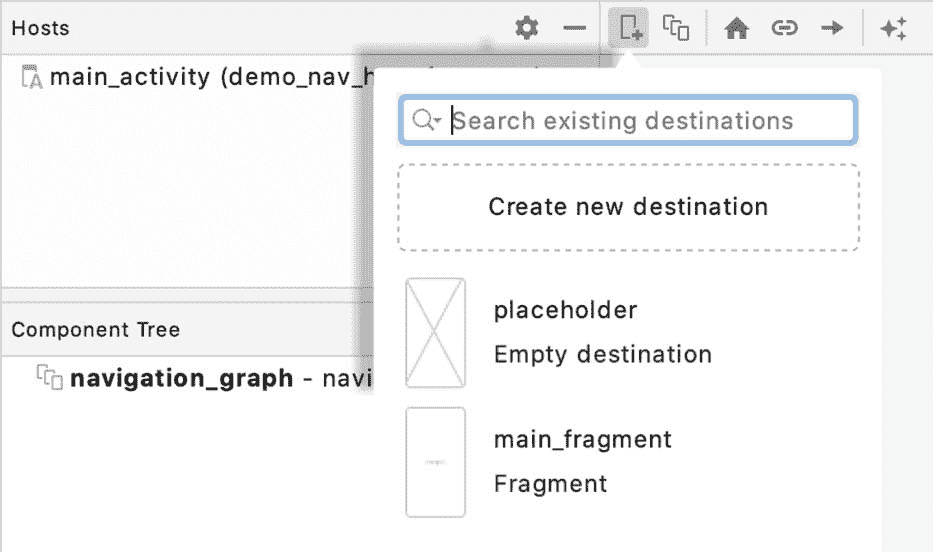 Hosts
main_activity (demo_nav_h
Search existing destinations
Create new destination
placeholder
Empty destination
Component Tree
navigation_graph - navi
main_fragment
Fragment